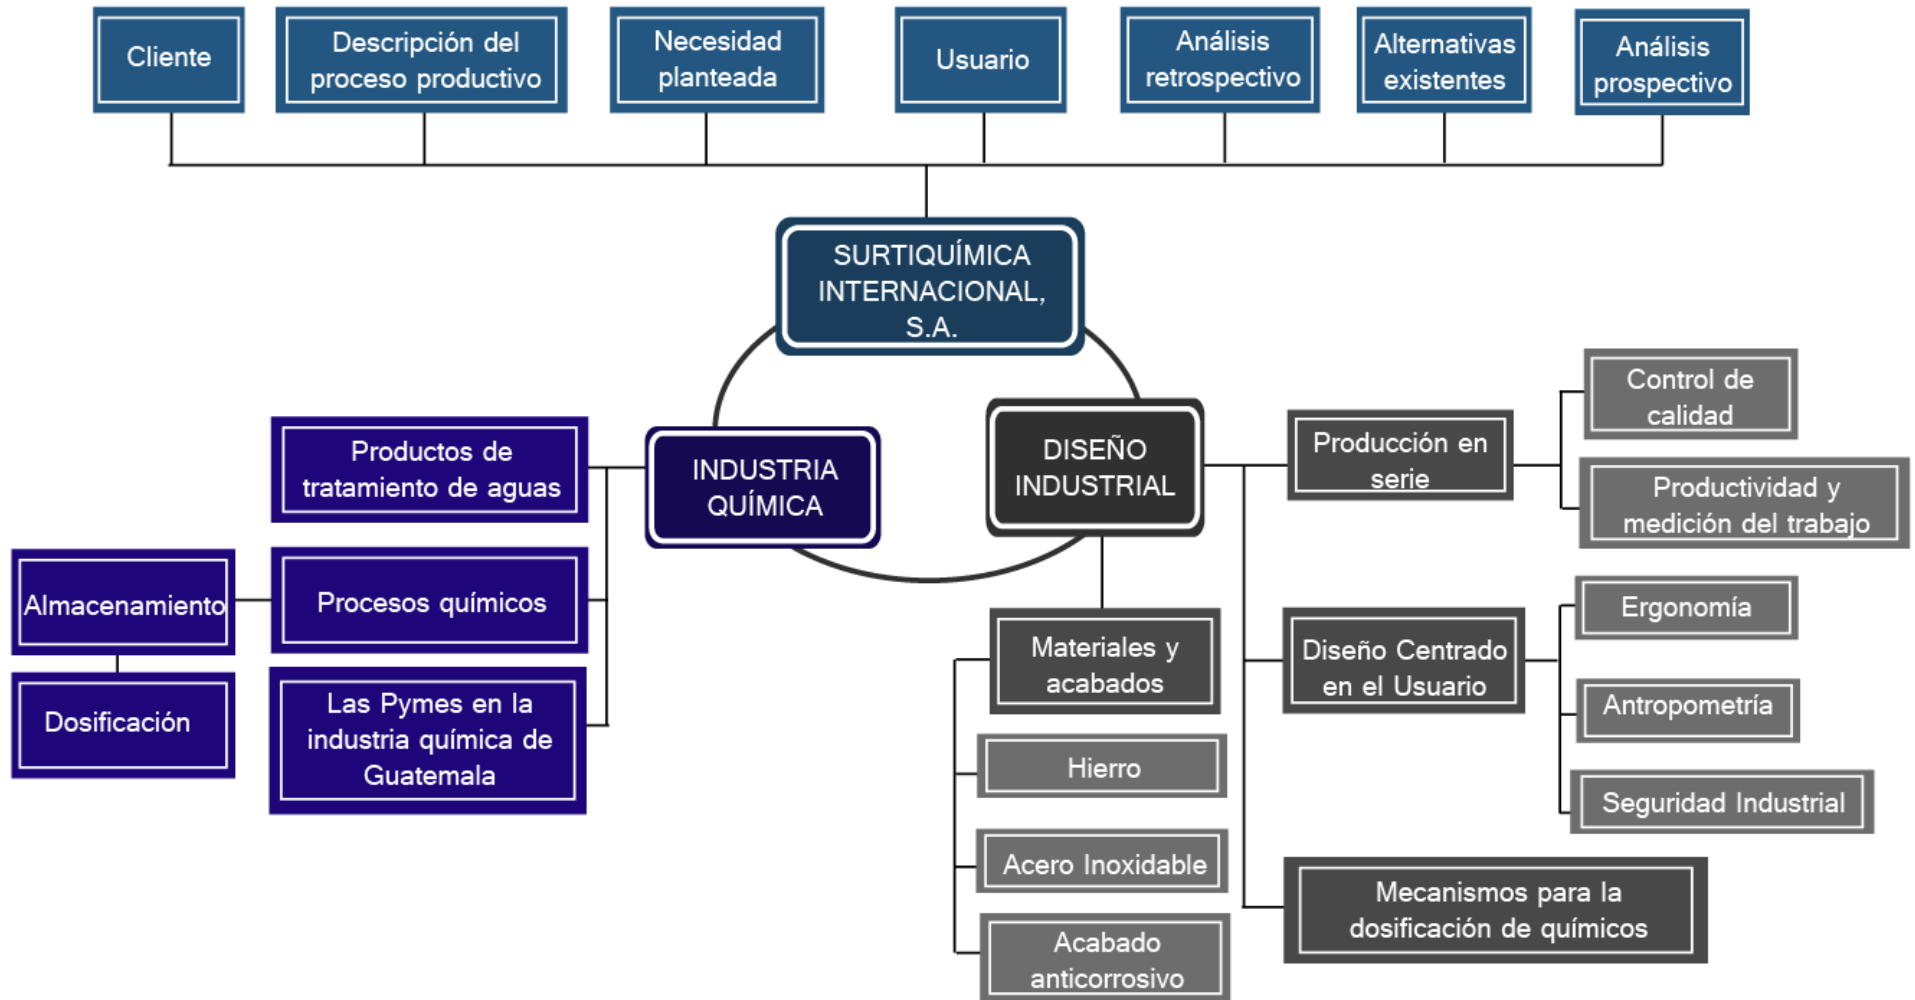 Cliente
Descripción del
proceso productivo
Necesidad
planteada
Usuario
Análisis
retrospectivo
Alternativas
existentes
Análisis
prospectivo
SURTIQUÍMICA
INTERNACIONAL,
S.A.
INDUSTRIA
QUÍMICA
Productos de
tratamiento de aguas
Procesos químicos
Almacenamiento
Dosificación
Las Pymes en la
industria química de
Guatemala
DISEÑO
INDUSTRIAL
Materiales y
acabados
Hierro
Acero Inoxidable
Acabado
anticorrosivo
Producción en
serie
Control de
calidad
Productividad y
medición del trabajo
Diseño Centrado
en el Usuario
Ergonomía
Antropometría
Seguridad Industrial
Mecanismos para la
dosificación de químicos